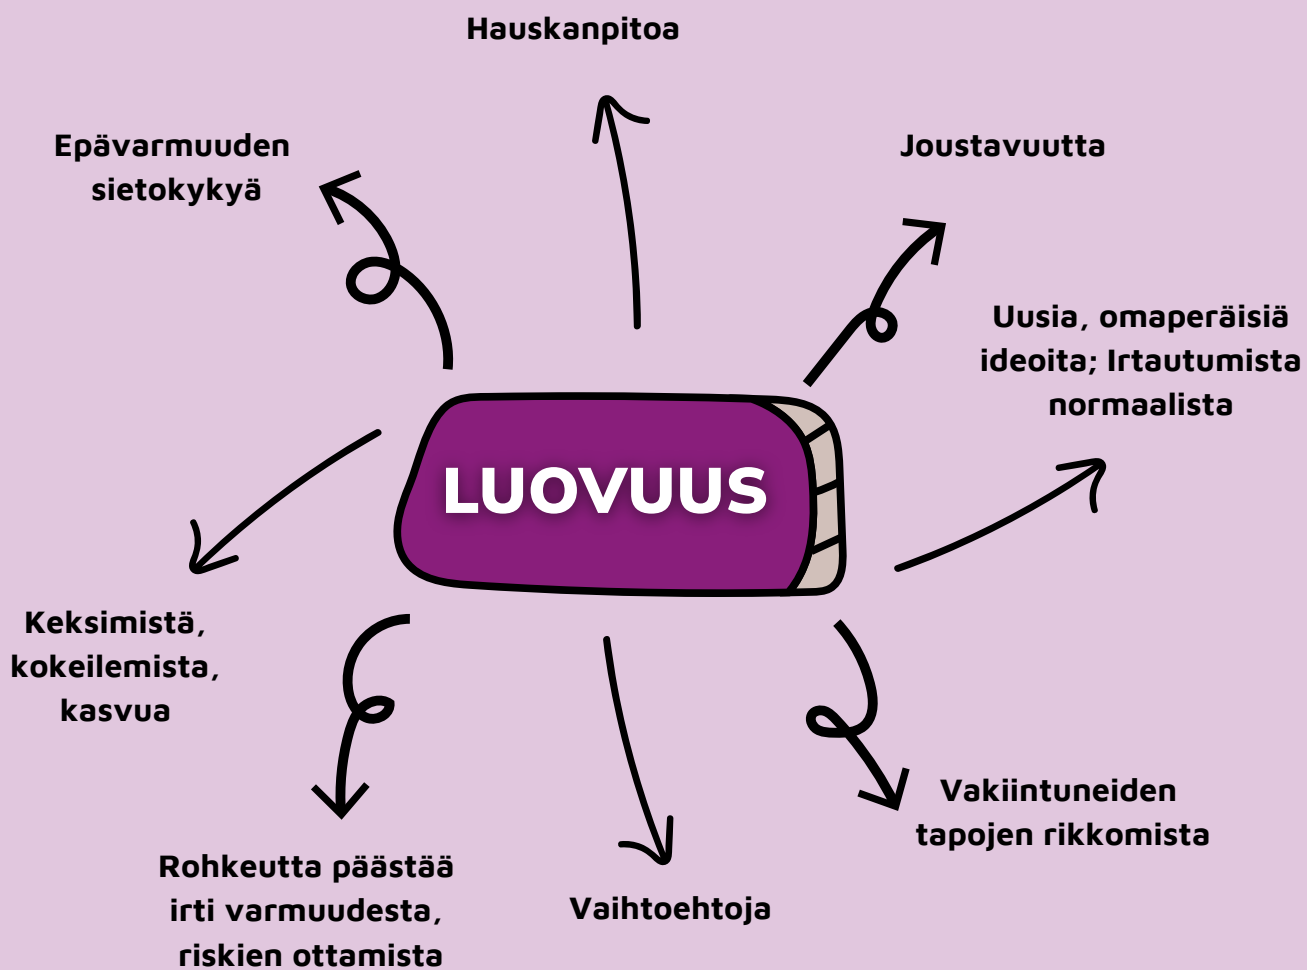 Hauskanpitoa
Epävarmuuden
sietokykyä
Joustavuutta
Uusia, omaperäisiä
ideoita; Irtautumista
normaalista
LUOVUUS
Keksimistä,
kokeilemista,
kasvua
Vakiintuneiden
tapojen rikkomista
Rohkeutta päästää
irti varmuudesta,
riskien ottamista
Vaihtoehtoja